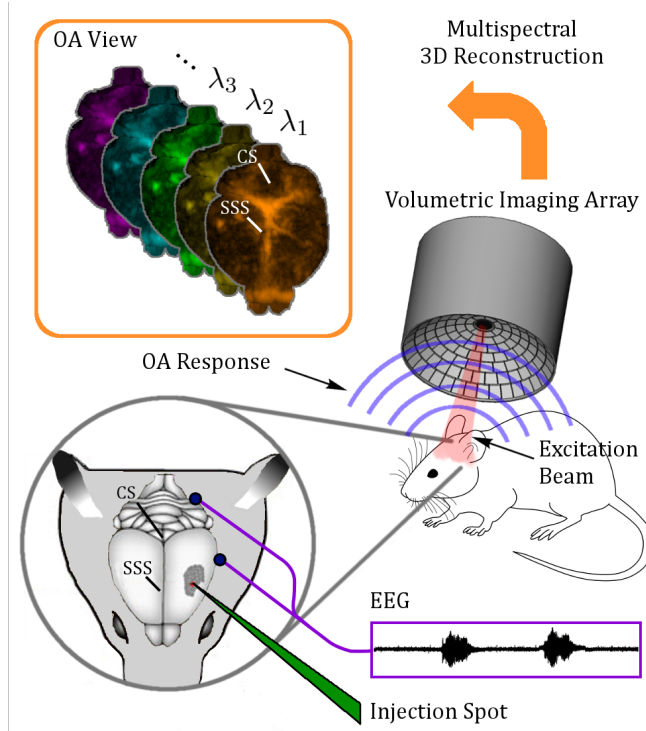 OA View
...
λ3
λ2
λ1
CS
SSS
Multispectral
3D Reconstruction
Volumetric Imaging Array
OA Response
Excitation
Beam
CS
SSS
EEG
Injection Spot